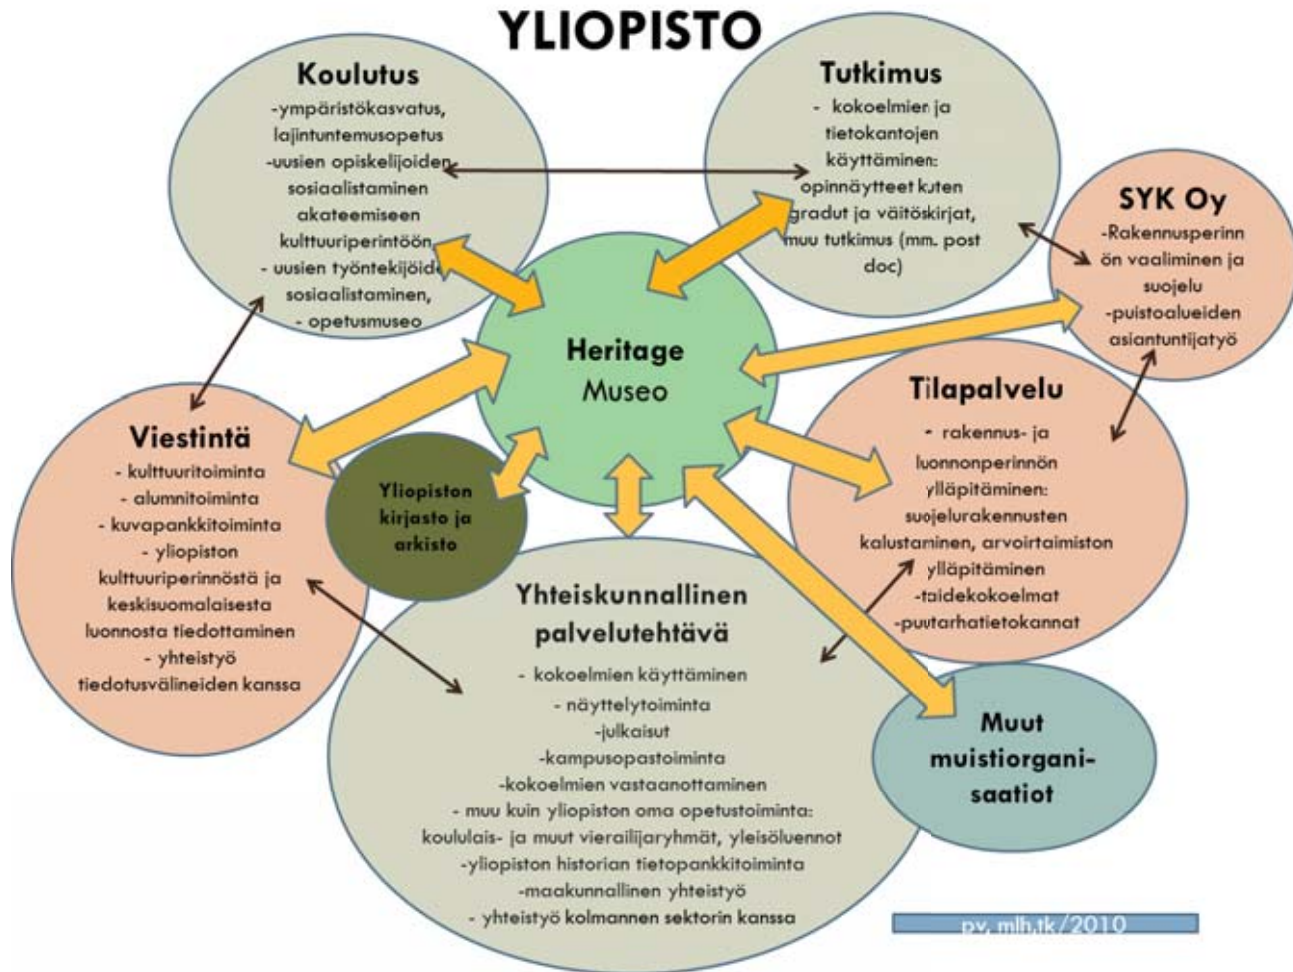 YLIOPISTO
Koulutus
-ympäristökasvatus,
lajintuntemusopetus
-uusien opiskelijoiden
sosiaalistaminen
akateemiseen
kulttuuriperintöön
- uusien työntekijöide
sosiaalistaminen,
- opetusmuseo
Tutkimus
- kokoelmien ja
tietokantojen
käyttäminen:
opinnäytteet kuten
gradut ja väitöskirjat,
muu tutkimus (mm. post
doc)
SYK Oy
-Rakennusperinn
ön vaaliminen ja
suojelu
-puistoalueiden
asiantuntijatyö
Heritage
Museo
Tilapalvelu
- rakennus- ja
luonnonperinnön
ylläpitäminen:
suojelurakennusten
kalustaminen, arvoirtaimiston
ylläpitäminen
-taidekokoelmat
-puutarhatietokannat
Viestintä
- kulttuuritoiminta
- alumnitoiminta
- kuvapankkitoiminta
- yliopiston
kulttuuriperinnöstä ja
keskisuomalaisesta
luonnosta tiedottaminen
- yhteistyö
tiedotusvälineiden kanssa
Yliopiston
kirjasto ja
arkisto
Yhteiskunnallinen
palvelutehtävä
- kokoelmien käyttäminen
- näyttelytoiminta
-julkaisut
-kampusopastoiminta
-kokoelmien vastaanottaminen
- muu kuin yliopiston oma opetustoiminta:
koululais- ja muut vierailijaryhmät, yleisöluennot
-yliopiston historian tietopankkitoiminta
-maakunnallinen yhteistyö
- yhteistyö kolmannen sektorin kanssa
Muut
muistiorgani-
saatiot
pv, mlh,tk/2010